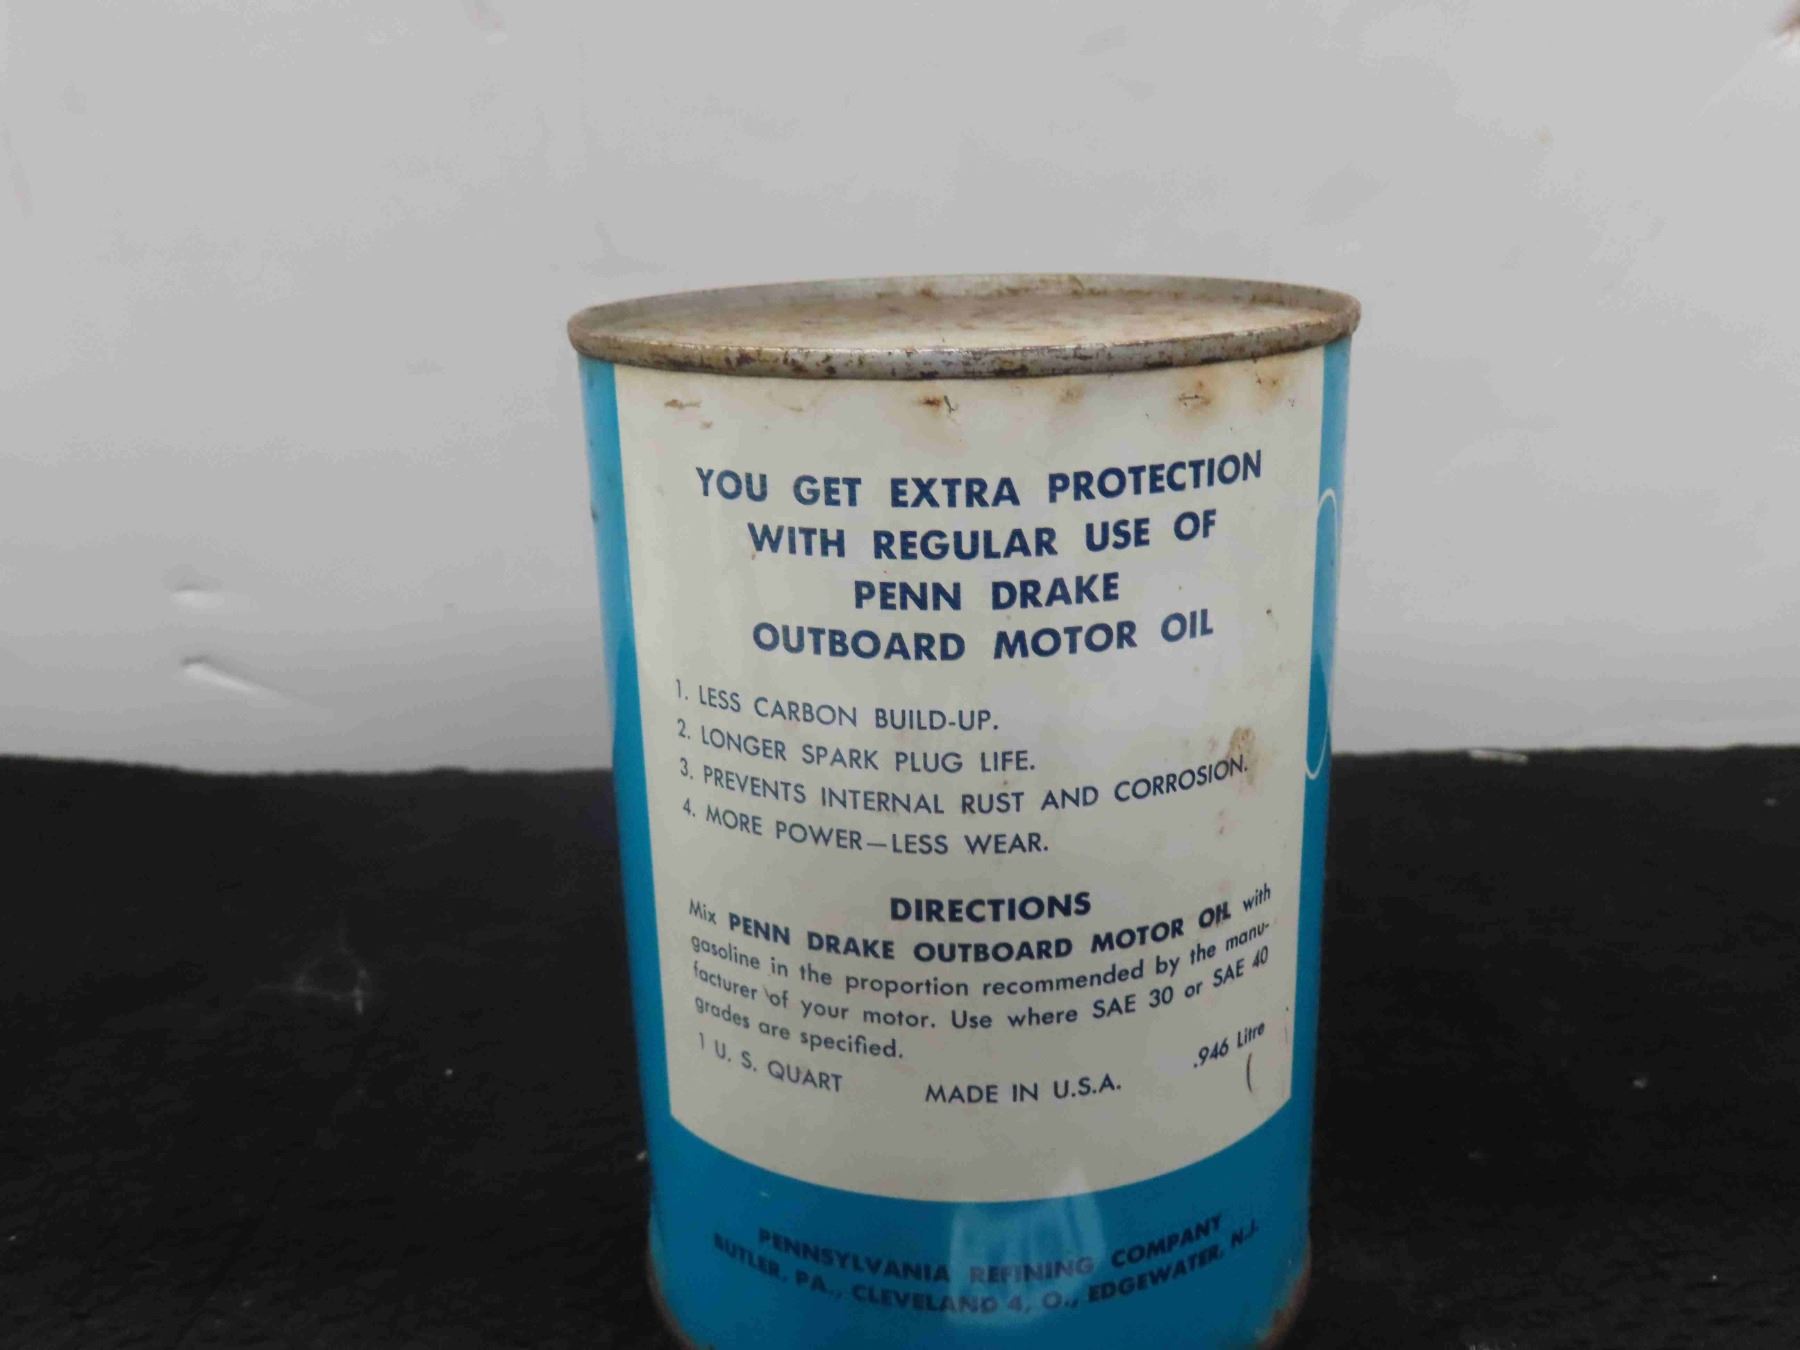 YOU GET EXTRA PROTECTION
WITH REGULAR USE OF
PENN DRAKE
OUTBOARD MOTOR OIL
1. LESS CARBON BUILD-UP.
2. LONGER SPARK PLUG LIFE.
3. PREVENTS INTERNAL RUST AND CORROSION.
4. MORE POWER—LESS WEAR.
DIRECTIONS
Mix PENN DRAKE OUTBOARD MOTOR OIL with
gasoline in the proportion recommended by the manu-
facturer of your motor. Use where SAE 30 or SAE 40
grades are specified.
1 U. S. QUART MADE IN U.S.A. .946 Litre
PENNSYLVANIA REFINING COMPANY
BUTLER, PA., CLEVELAND 4, O., EDGEWATER, N.J.